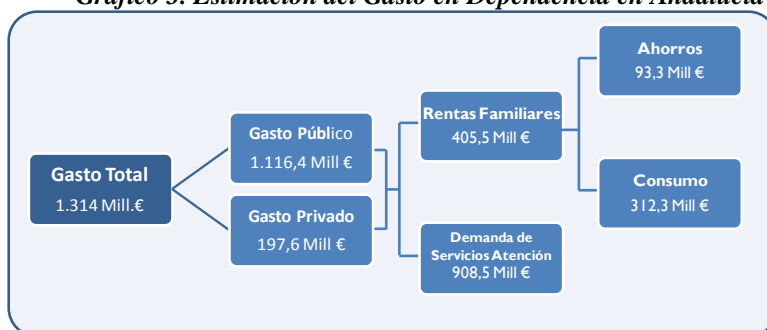 Gráfico 3. Estimación del Gasto en Dependencia en Andalucía
Gasto Total
1.314 Mill.€
Gasto Público
1.116,4 Mill €
Gasto Privado
197,6 Mill €
Rentas Familiares
405,5 Mill €
Demanda de
Servicios Atención
908,5 Mill €
Ahorros
93,3 Mill €
Consumo
312,3 Mill €